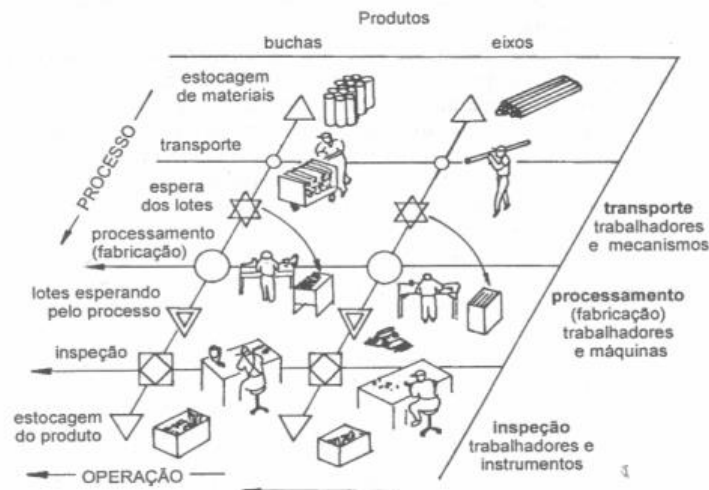 Produtos
buchas
eixos
estocagem
de materiais
PROCESSO
transporte
espera
dos lotes
processamento
(fabricação)
lotes esperando
pelo processo
inspeção
estocagem
do produto
OPERAÇÃO
transporte
trabalhadores
e mecanismos
processamento
(fabricação)
trabalhadores
e máquinas
inspeção
trabalhadores e
instrumentos